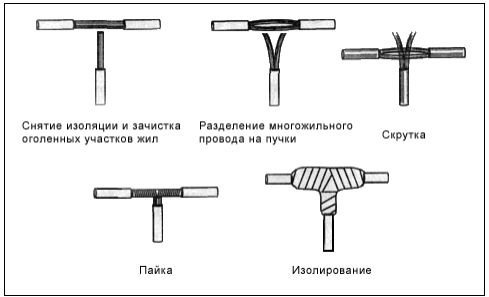 Снятие изоляции и зачистка
оголенных участков жил
Разделение многожильного
провода на пучки
Скрутка
Пайка
Изолирование